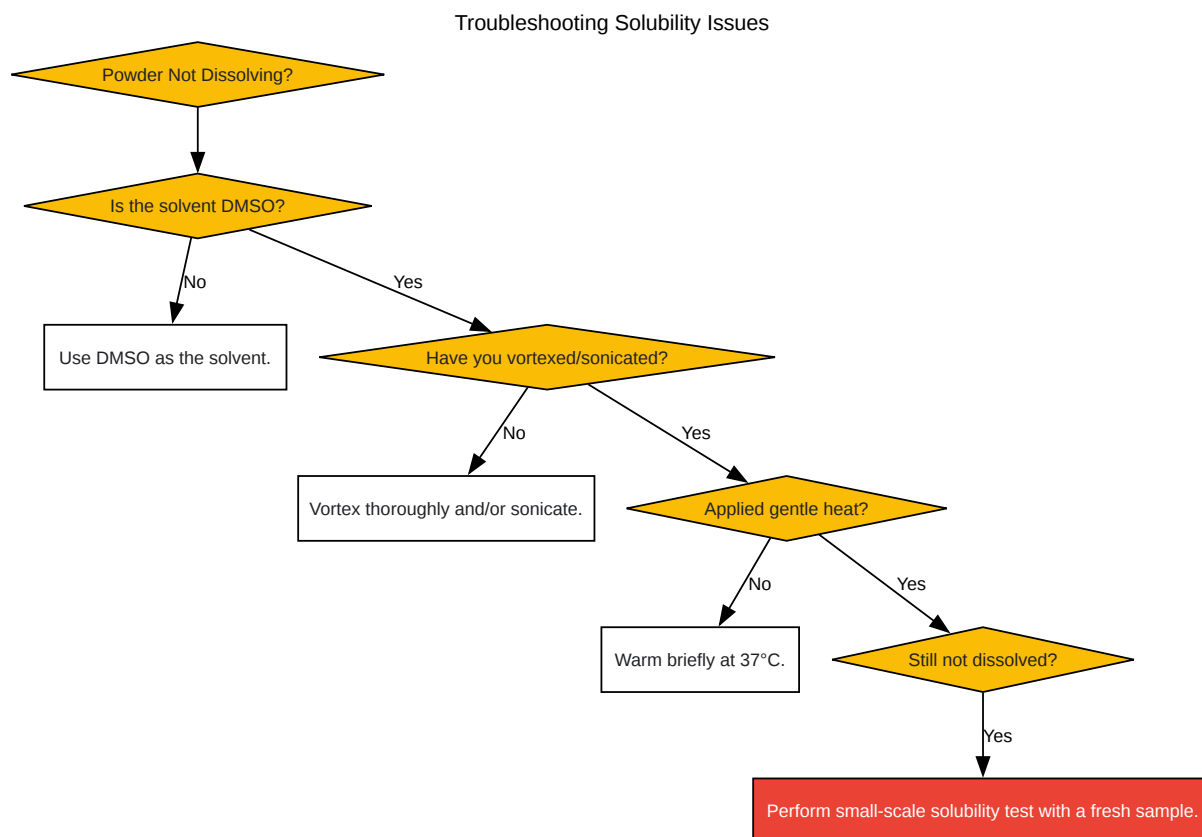 Troubleshooting Solubility Issues
Powder Not Dissolving?
Is the solvent DMSO?
No
Yes
Use DMSO as the solvent.
Have you vortexed/sonicated?
No
Yes
Vortex thoroughly and/or sonicate.
Applied gentle heat?
No
Yes
Warm briefly at 37°C.
Still not dissolved?
Yes
Perform small-scale solubility test with a fresh sample.